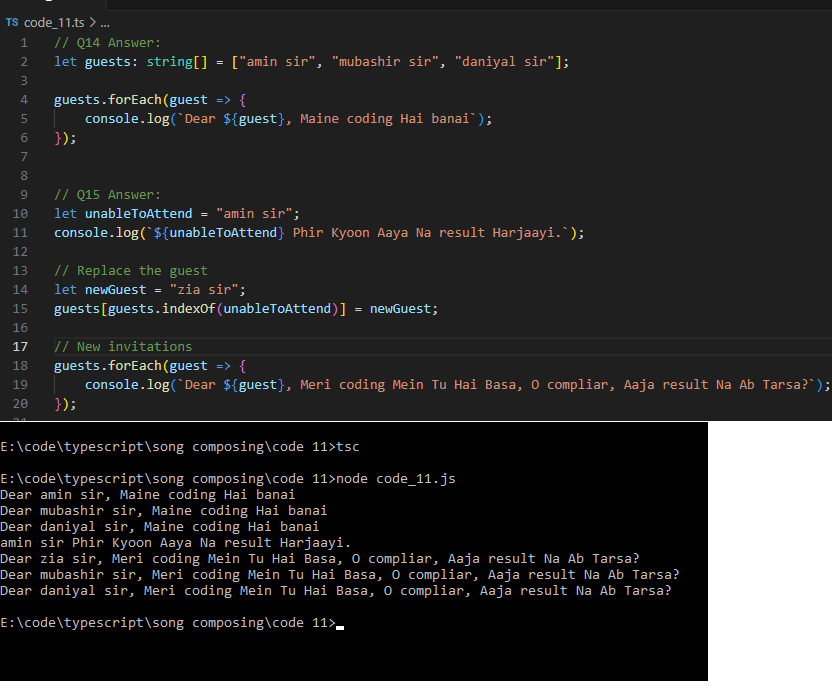 TS code_11.ts > ...
1 // Q14 Answer:
2 let guests: string[] = ["amin sir", "mubashir sir", "daniyal sir"];
3
4 guests.forEach(guest => {
5 console.log(`Dear ${guest}, Maine coding Hai banai`);
6 });
7
8
9 // Q15 Answer:
10 let unableToAttend = "amin sir";
11 console.log(`${unableToAttend} Phir Kyoon Aaya Na result Harjaayi.`);
12
13 // Replace the guest
14 let newGuest = "zia sir";
15 guests[guests.indexOf(unableToAttend)] = newGuest;
16
17 // New invitations
18 guests.forEach(guest => {
19 console.log(`Dear ${guest}, Meri coding Mein Tu Hai Basa, O compliar, Aaja result Na Ab Tarsa?`);
20 });
E:\code\typescript\song composing\code 11>tsc
E:\code\typescript\song composing\code 11>node code_11.js
Dear amin sir, Maine coding Hai banai
Dear mubashir sir, Maine coding Hai banai
Dear daniyal sir, Maine coding Hai banai
amin sir Phir Kyoon Aaya Na result Harjaayi.
Dear zia sir, Meri coding Mein Tu Hai Basa, O compliar, Aaja result Na Ab Tarsa?
Dear mubashir sir, Meri coding Mein Tu Hai Basa, O compliar, Aaja result Na Ab Tarsa?
Dear daniyal sir, Meri coding Mein Tu Hai Basa, O compliar, Aaja result Na Ab Tarsa?
E:\code\typescript\song composing\code 11>